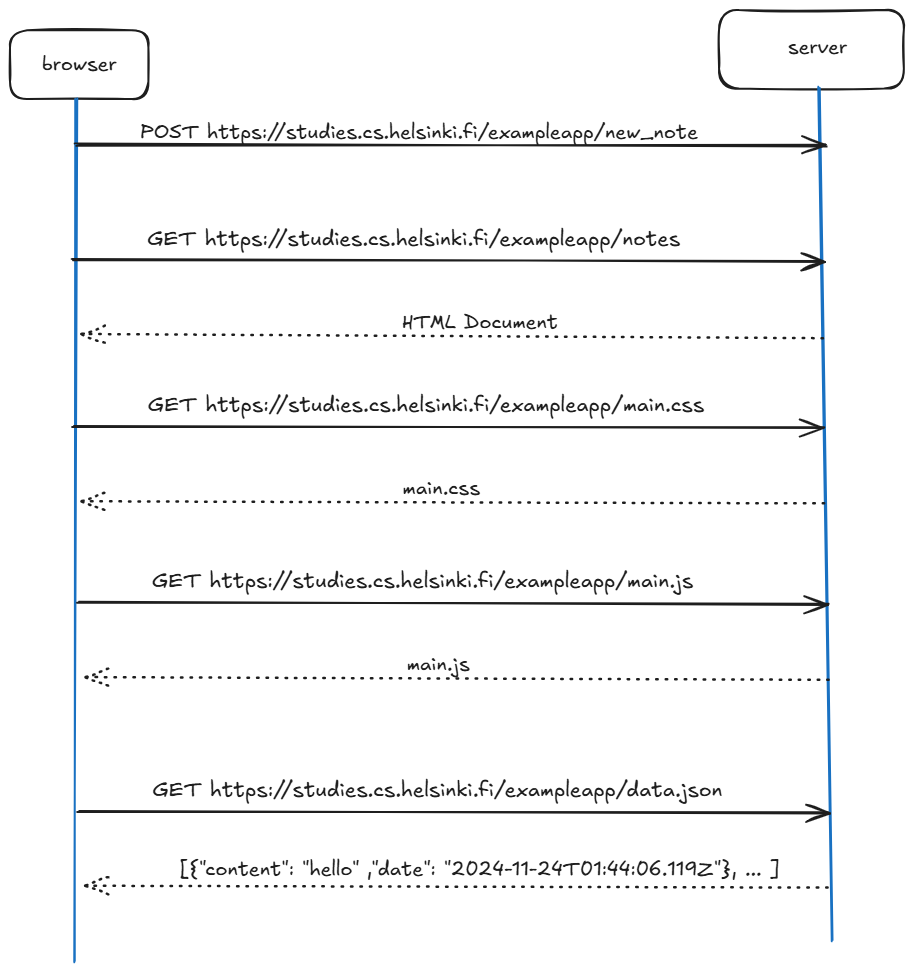 browser
server
POST https://studies.cs.helsinki.fi/exampleapp/new_note
GET https://studies.cs.helsinki.fi/exampleapp/notes
HTML Document
GET https://studies.cs.helsinki.fi/exampleapp/main.css
main.css
GET https://studies.cs.helsinki.fi/exampleapp/main.js
main.js
GET https://studies.cs.helsinki.fi/exampleapp/data.json
[{"content": "hello" ,"date": "2024-11-24T01:44:06.119Z"}, ... ]